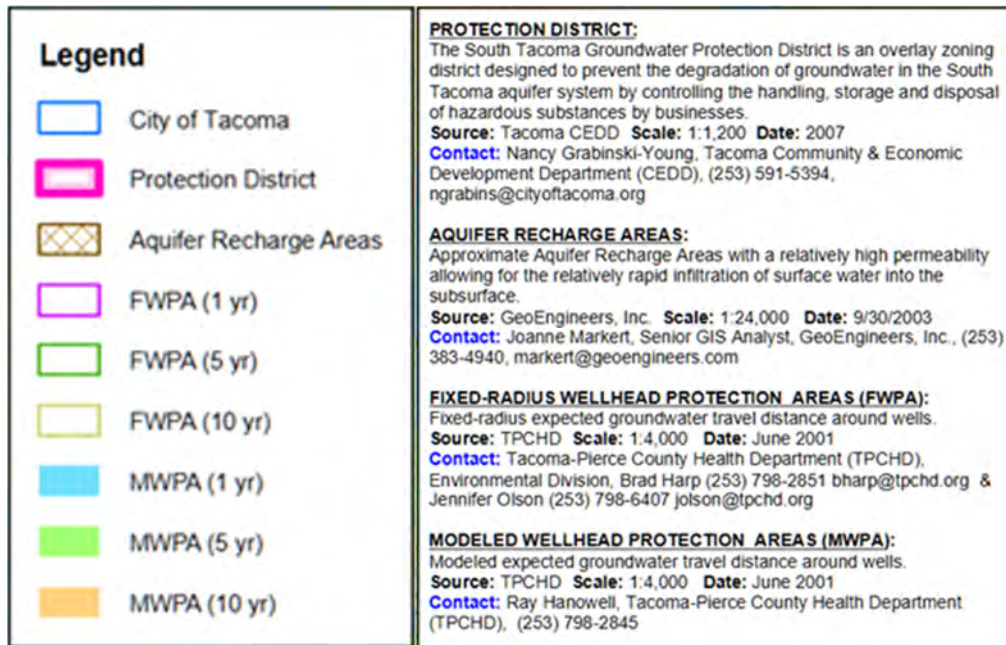 Legend
City of Tacoma
Protection District
Aquifer Recharge Areas
FWPA (1 yr)
FWPA (5 yr)
FWPA (10 yr)
MWPA (1 yr)
MWPA (5 yr)
MWPA (10 yr)
PROTECTION DISTRICT:
The South Tacoma Groundwater Protection District is an overlay zoning
district designed to prevent the degradation of groundwater in the South
Tacoma aquifer system by controlling the handling, storage and disposal
of hazardous substances by businesses.
Source: Tacoma CEDD Scale: 1:1,200 Date: 2007
Contact: Nancy Grabinski-Young, Tacoma Community & Economic
Development Department (CEDD), (253) 591-5394,
ngrabins@cityoftacoma.org
AQUIFER RECHARGE AREAS:
Approximate Aquifer Recharge Areas with a relatively high permeability
allowing for the relatively rapid infiltration of surface water into the
subsurface.
Source: GeoEngineers, Inc. Scale: 1:24,000 Date: 9/30/2003
Contact: Joanne Markert, Senior GIS Analyst, GeoEngineers, Inc., (253)
383-4940, markert@geoengineers.com
FIXED-RADIUS WELLHEAD PROTECTION AREAS (FWPA):
Fixed-radius expected groundwater travel distance around wells.
Source: TPCHD Scale: 1:4,000 Date: June 2001
Contact: Tacoma-Pierce County Health Department (TPCHD),
Environmental Division, Brad Harp (253) 798-2851 bharp@tpchd.org &
Jennifer Olson (253) 798-6407 jolson@tpchd.org
MODELED WELLHEAD PROTECTION AREAS (MWPA):
Modeled expected groundwater travel distance around wells.
Source: TPCHD Scale: 1:4,000 Date: June 2001
Contact: Ray Hanowell, Tacoma-Pierce County Health Department
(TPCHD), (253) 798-2845